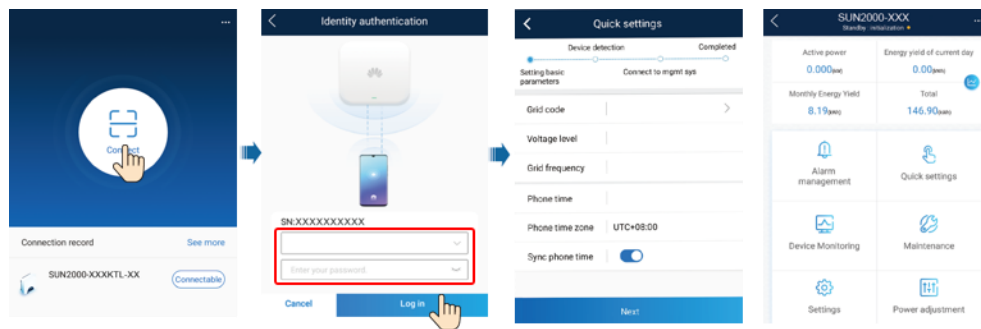 ...
Connect
Connection record
See more
SUN2000-XXXKTL-XX
Connectable
Identity authentication
SN:XXXXXXXXXX
Enter your password.
Cancel
Log in
Quick settings
Device detection
Completed
Setting basic
parameters
Connect to mgmt sys
Grid code
Voltage level
Grid frequency
Phone time
Phone time zone
UTC+08:00
Sync phone time
Next
SUN2000-XXX
Standby : initialization
...
Active power
Energy yield of current day
0.000(kW)
0.00(kWh)
Monthly Energy Yield
Total
8.19(kWh)
146.90(kWh)
Alarm
management
Quick settings
Device Monitoring
Maintenance
Settings
Power adjustment